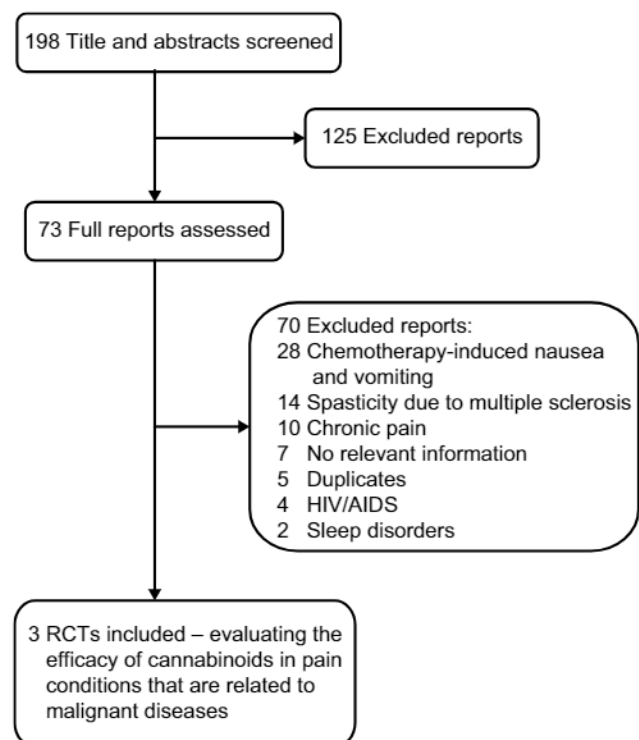 198 Title and abstracts screened
125 Excluded reports
73 Full reports assessed
70 Excluded reports:
28 Chemotherapy-induced nausea
and vomiting
14 Spasticity due to multiple sclerosis
10 Chronic pain
7 No relevant information
5 Duplicates
4 HIV/AIDS
2 Sleep disorders
3 RCTs included – evaluating the
efficacy of cannabinoids in pain
conditions that are related to
malignant diseases